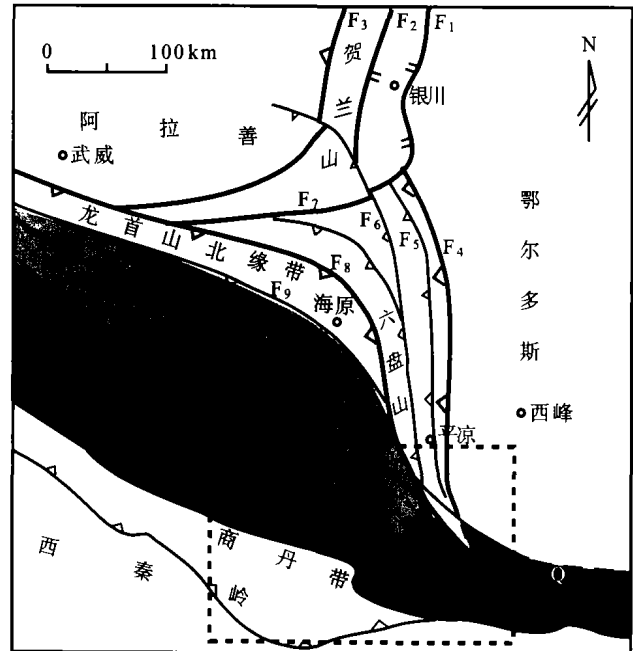 F₃ F₂ F₁
0 100km
N
贺兰山
银川
阿拉善
武威
鄂尔多斯
F₇
F₆
F₅
F₄
龙首山北缘带
F₈
F₉
海原
六盘山
西峰
平凉
商丹带
西秦岭
Q